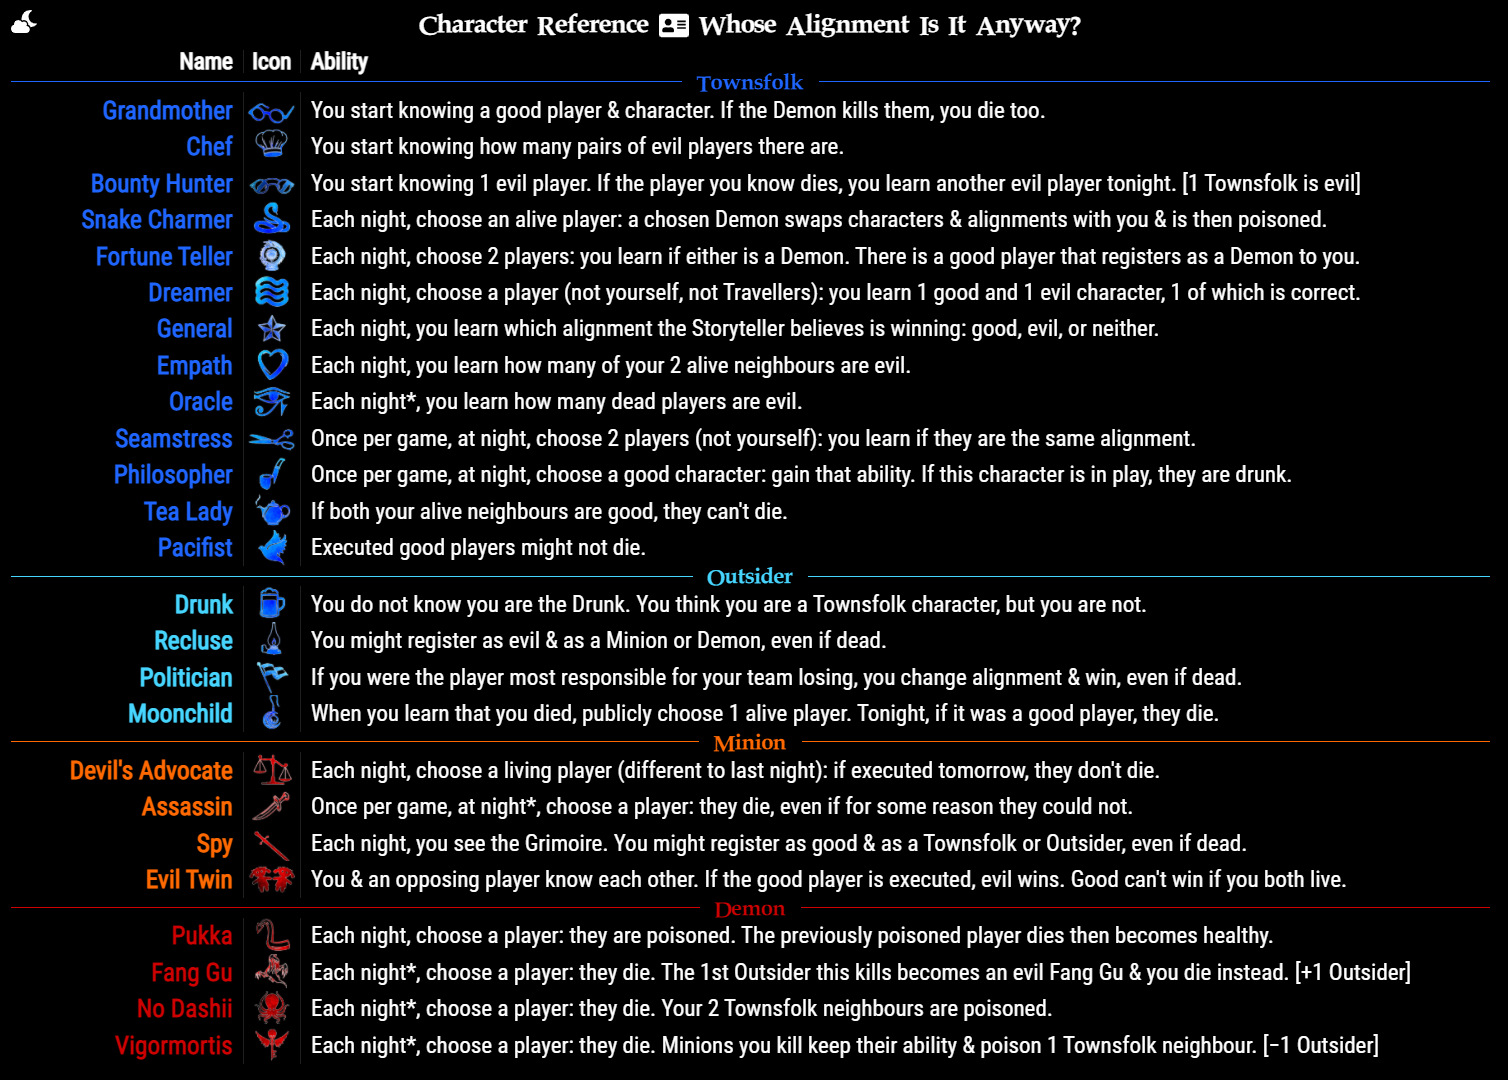 Character Reference Whose Alignment Is It Anyway?
Name Icon Ability
Townsfolk
Grandmother You start knowing a good player & character. If the Demon kills them, you die too.
Chef You start knowing how many pairs of evil players there are.
Bounty Hunter You start knowing 1 evil player. If the player you know dies, you learn another evil player tonight. [1 Townsfolk is evil]
Snake Charmer Each night, choose an alive player: a chosen Demon swaps characters & alignments with you & is then poisoned.
Fortune Teller Each night, choose 2 players: you learn if either is a Demon. There is a good player that registers as a Demon to you.
Dreamer Each night, choose a player (not yourself, not Travellers): you learn 1 good and 1 evil character, 1 of which is correct.
General Each night, you learn which alignment the Storyteller believes is winning: good, evil, or neither.
Empath Each night, you learn how many of your 2 alive neighbours are evil.
Oracle Each night*, you learn how many dead players are evil.
Seamstress Once per game, at night, choose 2 players (not yourself): you learn if they are the same alignment.
Philosopher Once per game, at night, choose a good character: gain that ability. If this character is in play, they are drunk.
Tea Lady If both your alive neighbours are good, they can't die.
Pacifist Executed good players might not die.
Outsider
Drunk You do not know you are the Drunk. You think you are a Townsfolk character, but you are not.
Recluse You might register as evil & as a Minion or Demon, even if dead.
Politician If you were the player most responsible for your team losing, you change alignment & win, even if dead.
Moonchild When you learn that you died, publicly choose 1 alive player. Tonight, if it was a good player, they die.
Minion
Devil's Advocate Each night, choose a living player (different to last night): if executed tomorrow, they don't die.
Assassin Once per game, at night*, choose a player: they die, even if for some reason they could not.
Spy Each night, you see the Grimoire. You might register as good & as a Townsfolk or Outsider, even if dead.
Evil Twin You & an opposing player know each other. If the good player is executed, evil wins. Good can't win if you both live.
Demon
Pukka Each night, choose a player: they are poisoned. The previously poisoned player dies then becomes healthy.
Fang Gu Each night*, choose a player: they die. The 1st Outsider this kills becomes an evil Fang Gu & you die instead. [+1 Outsider]
No Dashii Each night*, choose a player: they die. Your 2 Townsfolk neighbours are poisoned.
Vigormortis Each night*, choose a player: they die. Minions you kill keep their ability & poison 1 Townsfolk neighbour. [−1 Outsider]